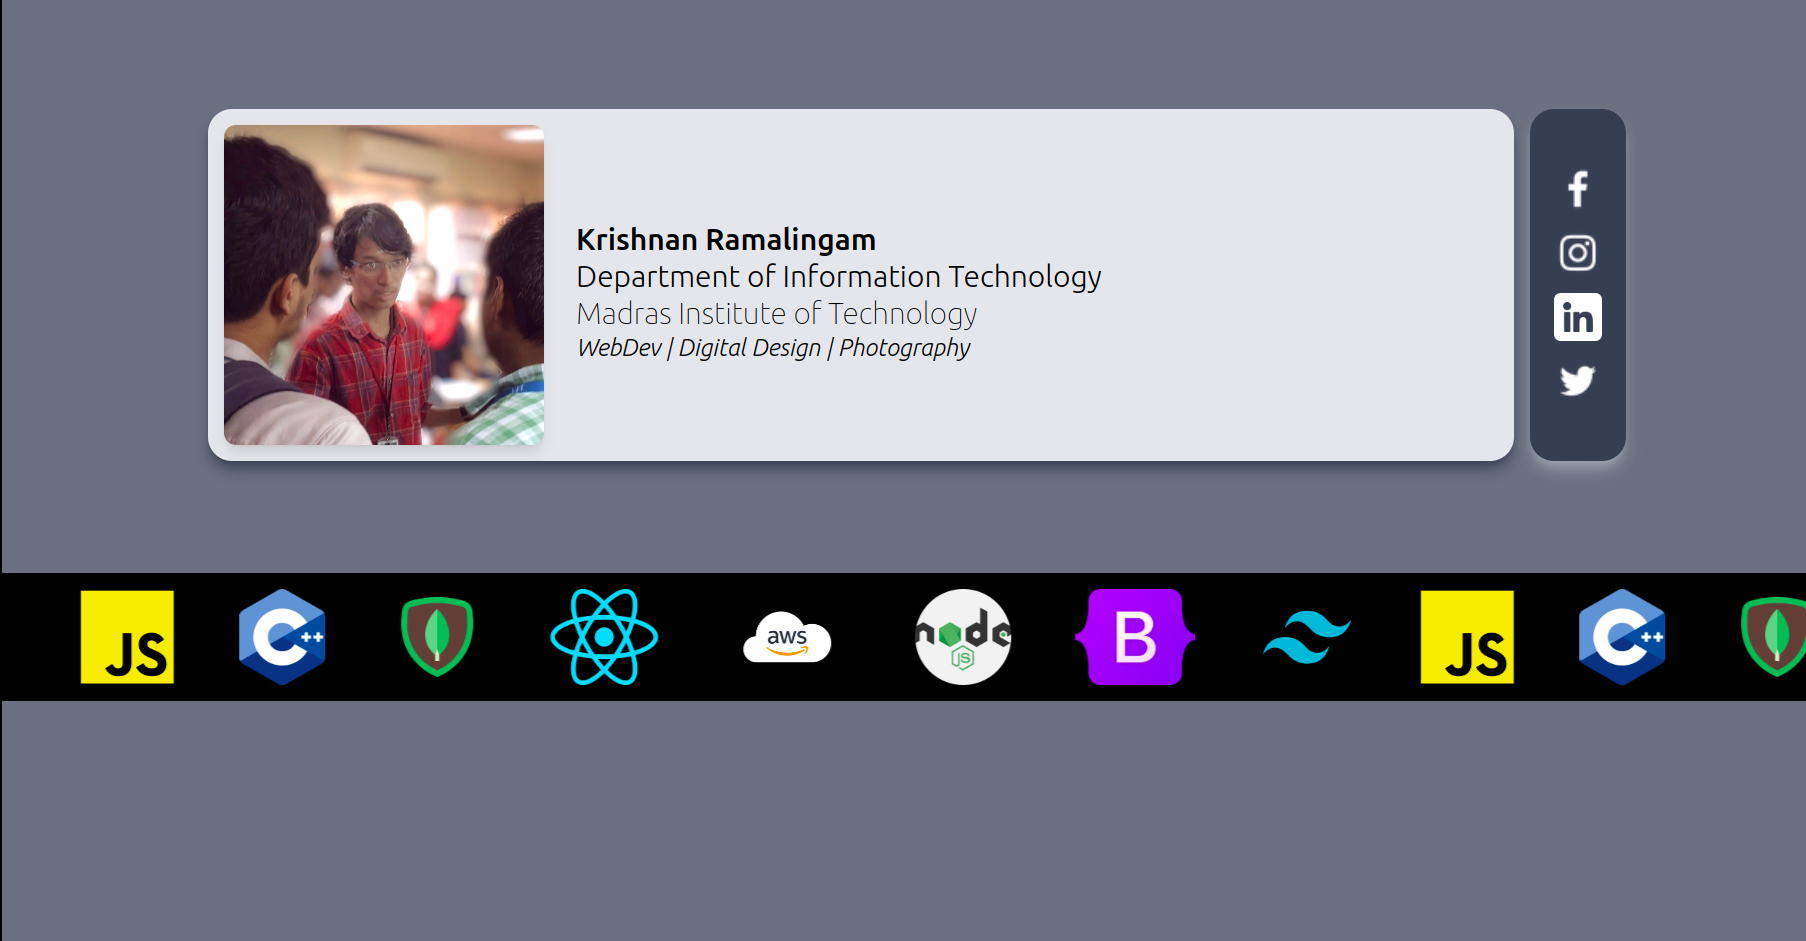 Krishnan Ramalingam
Department of Information Technology
Madras Institute of Technology
WebDev | Digital Design | Photography
f
in
JS
C++
aws
node
JS
B
JS
C++